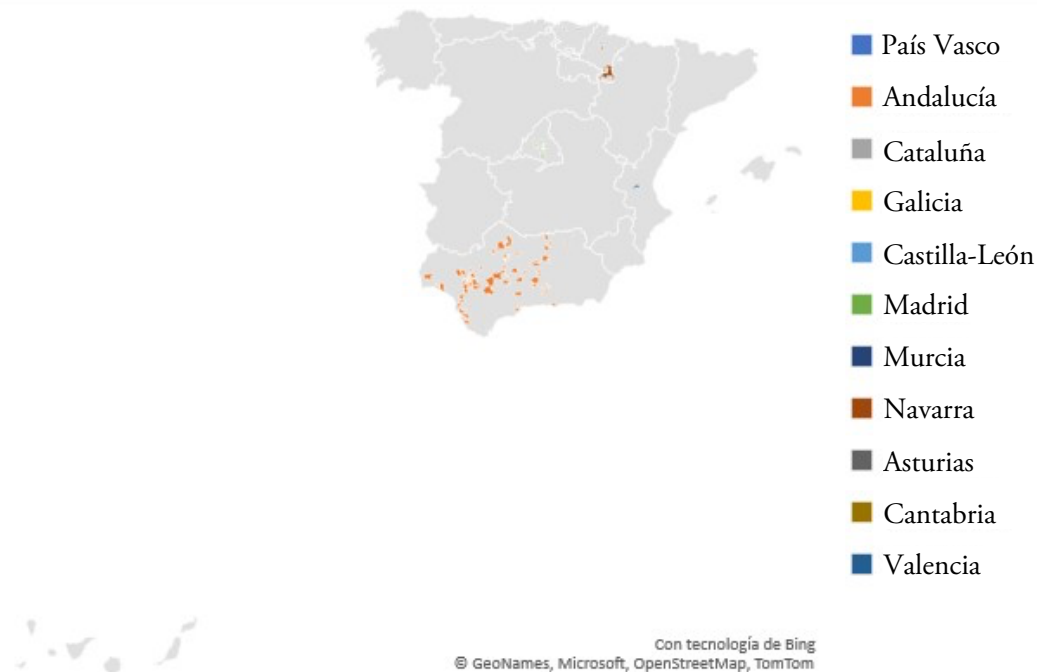 País Vasco
Andalucía
Cataluña
Galicia
Castilla-León
Madrid
Murcia
Navarra
Asturias
Cantabria
Valencia
Con tecnología de Bing
© GeoNames, Microsoft, OpenStreetMap, TomTom